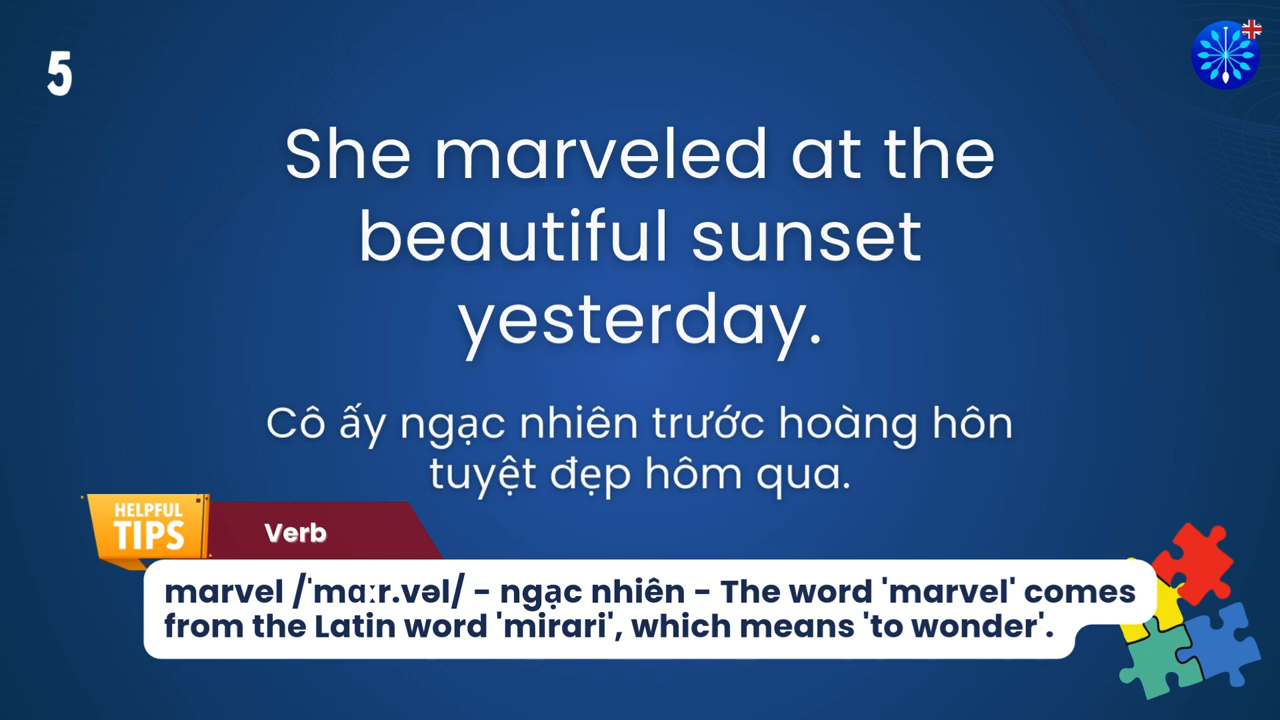 5
She marveled at the
beautiful sunset
yesterday.
Cô ấy ngạc nhiên trước hoàng hôn
tuyệt đẹp hôm qua.
HELPFUL
TIPS
Verb
marvel /ˈmɑːr.vəl/ - ngạc nhiên - The word 'marvel' comes
from the Latin word 'mirari', which means 'to wonder'.